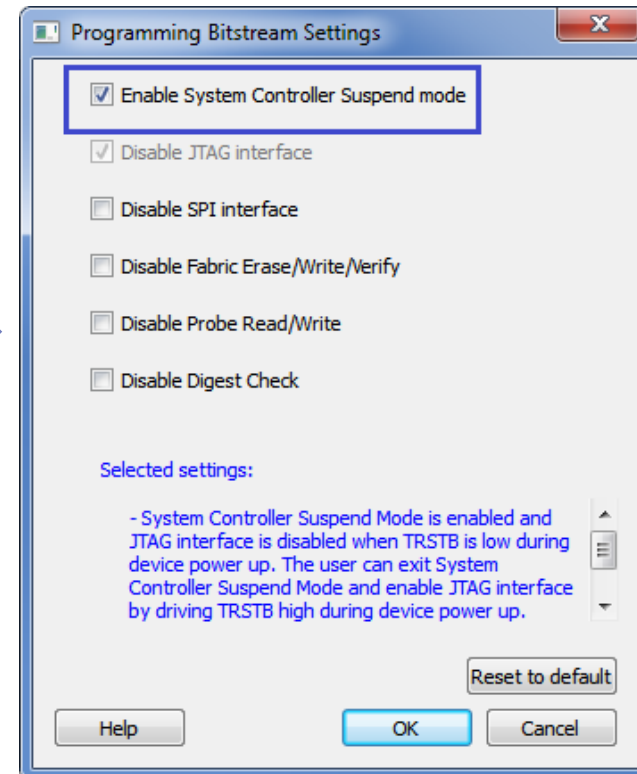 Programming Bitstream Settings
Enable System Controller Suspend mode
Disable JTAG interface
Disable SPI interface
Disable Fabric Erase/Write/Verify
Disable Probe Read/Write
Disable Digest Check
Selected settings:
- System Controller Suspend Mode is enabled and
JTAG interface is disabled when TRSTB is low during
device power up. The user can exit System
Controller Suspend Mode and enable JTAG interface
by driving TRSTB high during device power up.
Reset to default
Help OK Cancel